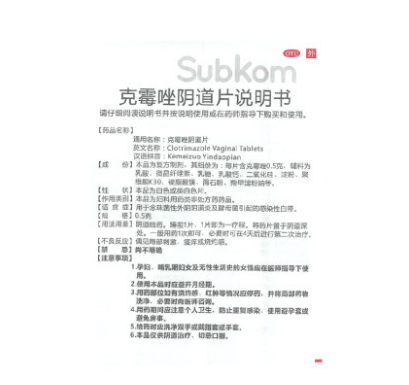 OTC 外
Subkom
克霉唑阴道片说明书
请仔细阅读说明书并按说明使用或在药师指导下购买和使用。
【药品名称】
通用名称：克霉唑阴道片
英文名称：Clotrimazole Vaginal Tablets
汉语拼音：Kemeizuo Yindaopian
【成 份】本品为复方制剂，其组份为：每片含克霉唑0.5克。辅料为
乳酸、微晶纤维素、乳糖、乳酸钙、二氧化硅、淀粉、聚
维酮K30、硬脂酸镁、滑石粉、羧甲淀粉钠等。
【性 状】本品为白色或类白色片。
【作用类别】本品为妇科用药类非处方药药品。
【适 应 症】用于念珠菌性外阴阴道炎及酵母菌引起的感染性白带。
【规 格】0.5克
【用法用量】阴道给药。睡前1片，1片即为一疗程。将药片置于阴道深
处。一般用药1次即可，必要时可在4天后进行第二次治疗。
【不良反应】偶见局部刺激，瘙痒或烧灼感。
【禁 忌】尚不明确
【注意事项】
1.孕妇、哺乳期妇女及无性生活史的女性应在医师指导下使
用。
2.使用本品时应避开月经期。
3.用药部位如有烧灼感、红肿等情况应停药，并将局部药物
洗净，必要时向医师咨询。
4.用药期间应注意个人卫生，防止重复感染，使用避孕套或
避免房事。
5.给药时应洗净双手或戴指套或手套。
6.本品仅供阴道给药，切忌口服。